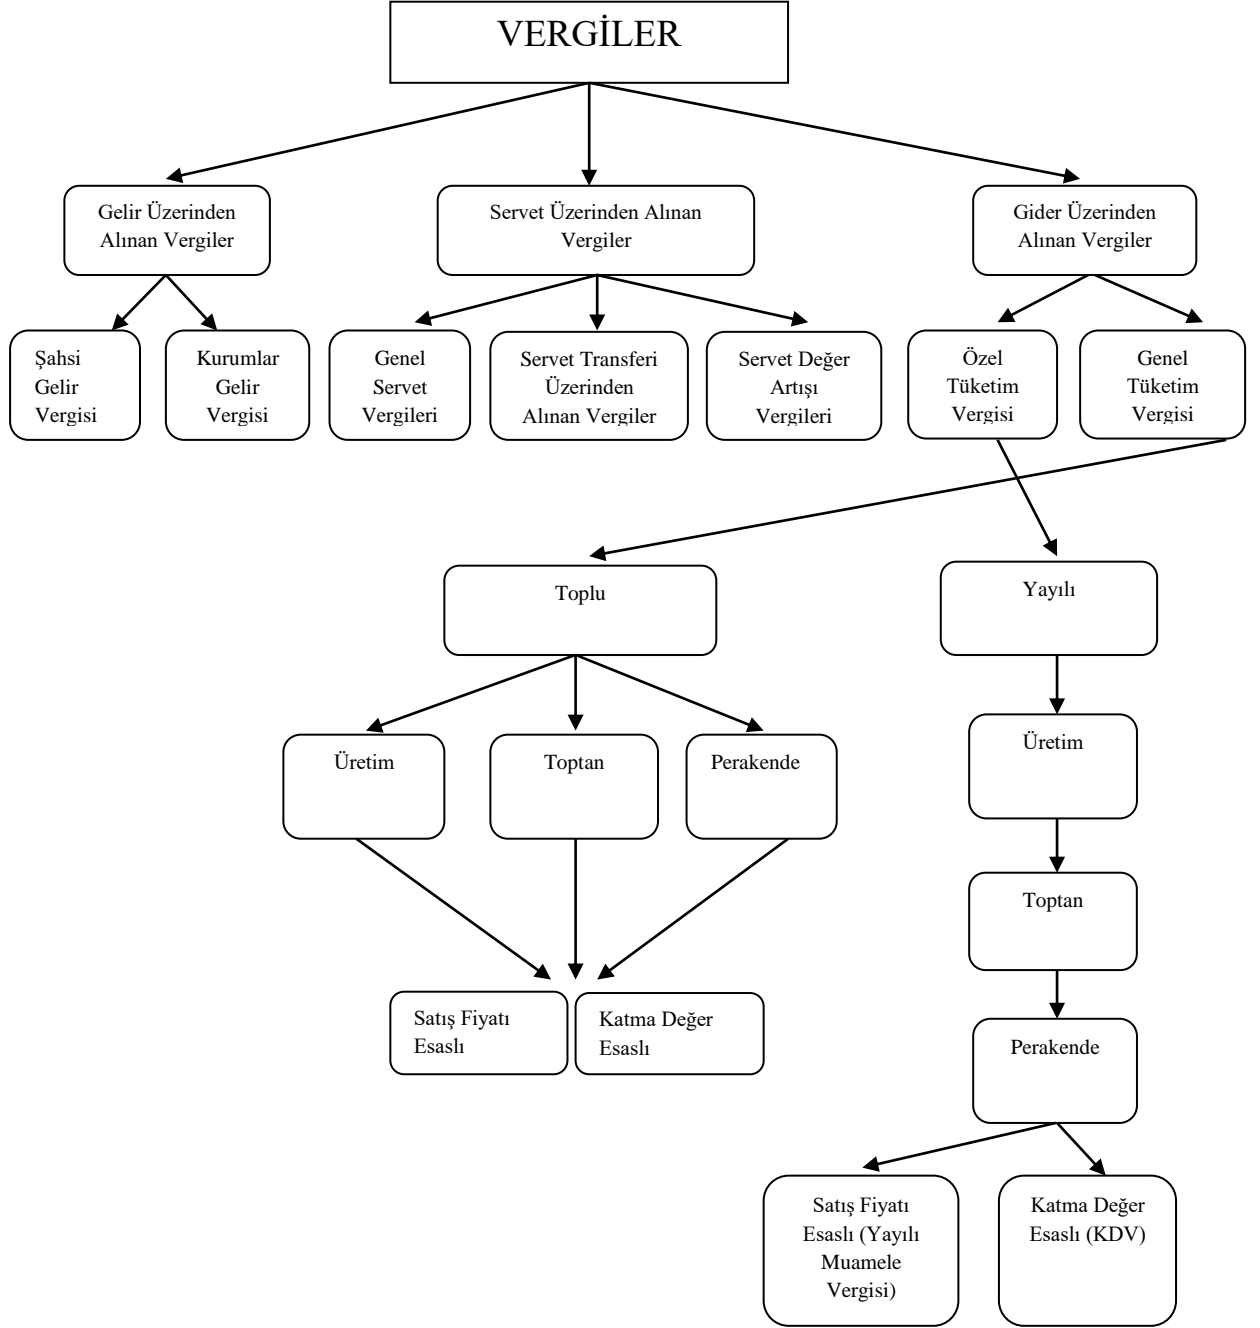 VERGİLER
Gelir Üzerinden
Alınan Vergiler
Servet Üzerinden Alınan
Vergiler
Gider Üzerinden
Alınan Vergiler
Şahsi
Gelir
Vergisi
Kurumlar
Gelir
Vergisi
Genel
Servet
Vergileri
Servet Transferi
Üzerinden
Alınan Vergiler
Servet Değer
Artışı
Vergileri
Özel
Tüketim
Vergisi
Genel
Tüketim
Vergisi
Toplu
Yayılı
Üretim
Toptan
Perakende
Üretim
Toptan
Satış Fiyatı
Esaslı
Katma Değer
Esaslı
Perakende
Satış Fiyatı
Esaslı (Yayılı
Muamele
Vergisi)
Katma Değer
Esaslı (KDV)